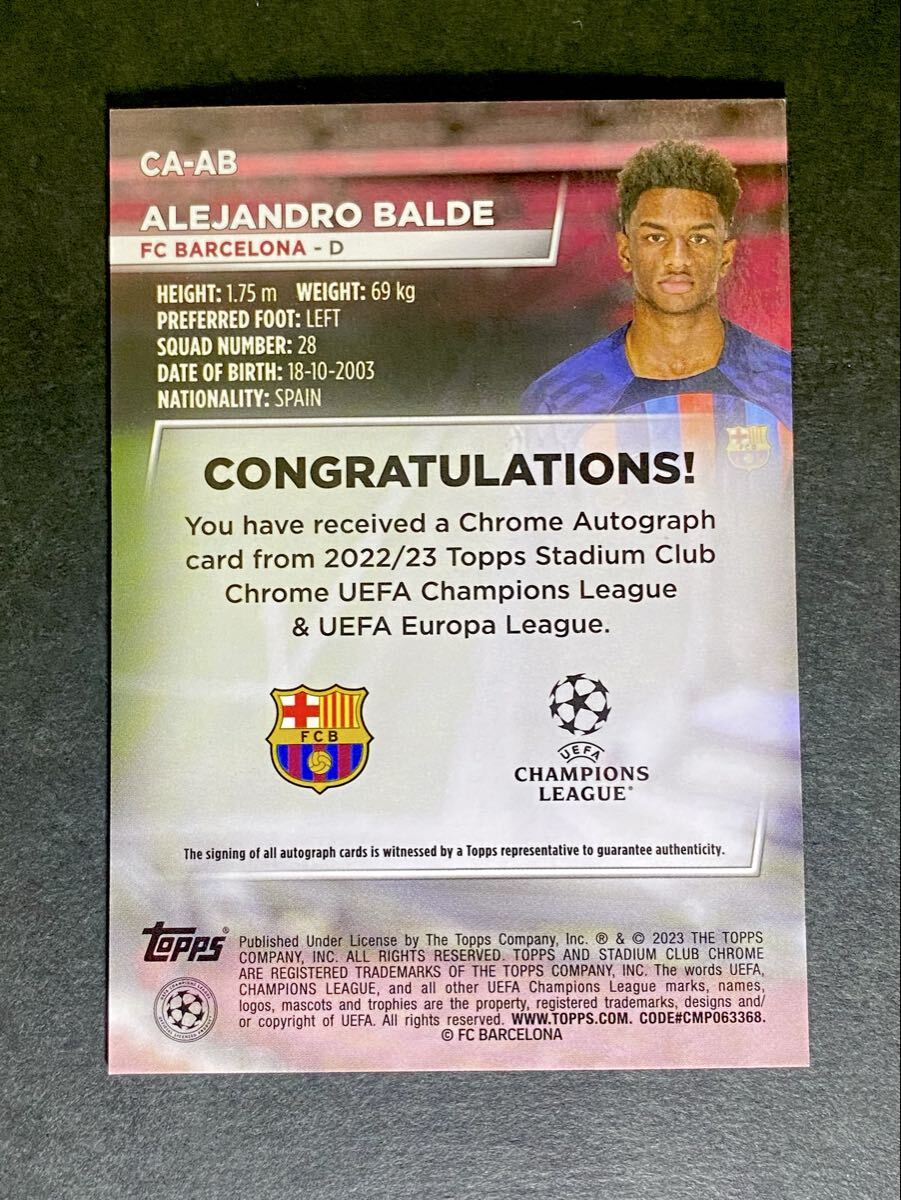 CA-AB
ALEJANDRO BALDE
FC BARCELONA - D
HEIGHT: 1.75 m WEIGHT: 69 kg
PREFERRED FOOT: LEFT
SQUAD NUMBER: 28
DATE OF BIRTH: 18-10-2003
NATIONALITY: SPAIN
CONGRATULATIONS!
You have received a Chrome Autograph
card from 2022/23 Topps Stadium Club
Chrome UEFA Champions League
& UEFA Europa League.
FCB
UEFA
CHAMPIONS
LEAGUE®
The signing of all autograph cards is witnessed by a Topps representative to guarantee authenticity.
topps®
Published Under License by The Topps Company, Inc. ® & © 2023 THE TOPPS
COMPANY, INC. ALL RIGHTS RESERVED. TOPPS AND STADIUM CLUB CHROME
ARE REGISTERED TRADEMARKS OF THE TOPPS COMPANY, INC. The words UEFA,
CHAMPIONS LEAGUE, and all other UEFA Champions League marks, names,
logos, mascots and trophies are the property, registered trademarks, designs and/
or copyright of UEFA. All rights reserved. WWW.TOPPS.COM. CODE#CMP063368.
© FC BARCELONA